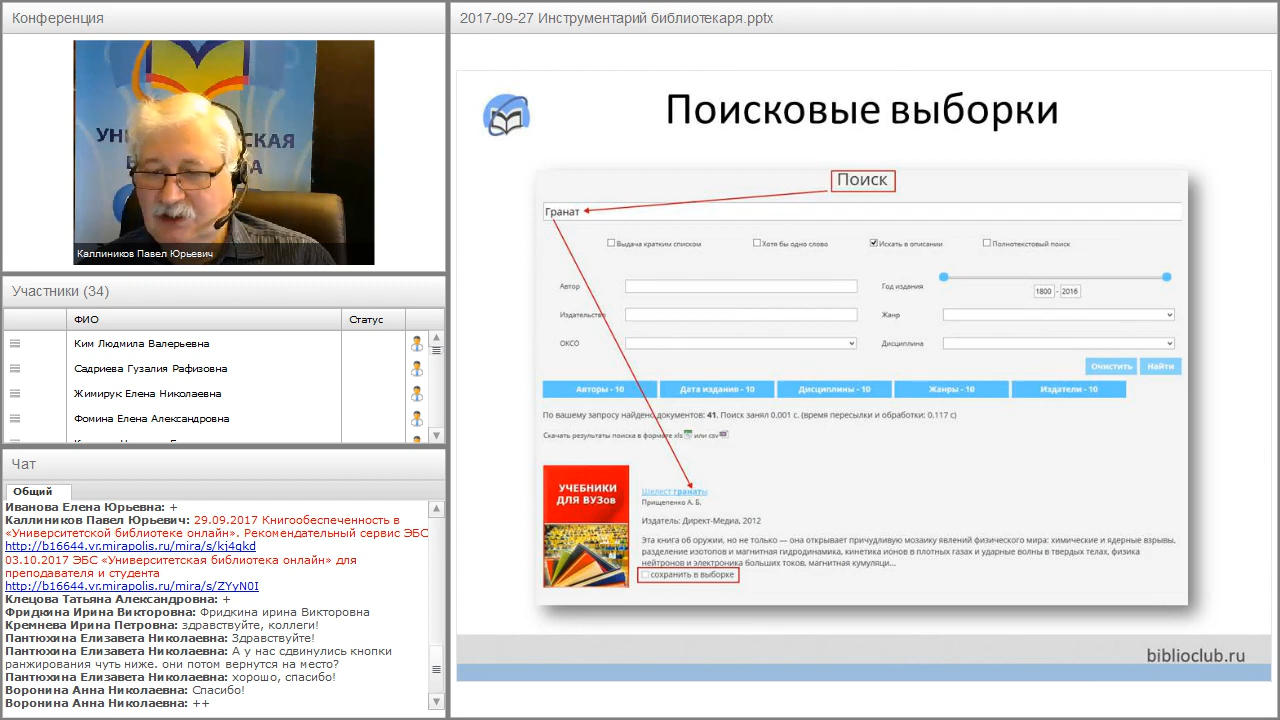 Конференция
УНИ
СКАЯ
Каллиников Павел Юрьевич
Участники (34)
ФИО
Статус
Ким Людмила Валерьевна
Садриева Гузалия Рафизовна
Жимирук Елена Николаевна
Фомина Елена Александровна
Чат
Общий
Иванова Елена Юрьевна: +
Каллиников Павел Юрьевич: 29.09.2017 Книгообеспеченность в
«Университетской библиотеке онлайн». Рекомендательный сервис ЭБС
http://b16644.vr.mirapolis.ru/mira/s/kj4qkd
03.10.2017 ЭБС «Университетская библиотека онлайн» для
преподавателя и студента
http://b16644.vr.mirapolis.ru/mira/s/ZYyN0I
Клецова Татьяна Александровна: +
Фридкина Ирина Викторовна: Фридкина ирина Викторовна
Кремнева Ирина Петровна: здравствуйте, коллеги!
Пантюхина Елизавета Николаевна: Здравствуйте!
Пантюхина Елизавета Николаевна: А у нас сдвинулись кнопки
ранжирования чуть ниже. они потом вернутся на место?
Пантюхина Елизавета Николаевна: хорошо, спасибо!
Воронина Анна Николаевна: Спасибо!
Воронина Анна Николаевна: ++
2017-09-27 Инструментарий библиотекаря.pptx
Поисковые выборки
Поиск
Гранат
Выдача кратким списком
Хотя бы одно слово
Искать в описании
Полнотекстовый поиск
Автор
Год издания
1800 - 2016
Издательство
Жанр
ОКСО
Дисциплина
Очистить
Найти
Авторы - 10
Дата издания - 10
Дисциплины - 10
Жанры - 10
Издатели - 10
По вашему запросу найдено документов: 41. Поиск занял 0.001 с. (время пересылки и обработки: 0.117 с)
Скачать результаты поиска в формате xls или csv
УЧЕБНИКИ
ДЛЯ ВУЗов
Шелест гранаты
Прищепенко А. Б.
Издатель: Директ-Медиа, 2012
Эта книга об оружии, но не только — она открывает причудливую мозаику явлений физического мира: химические и ядерные взрывы,
разделение изотопов и магнитная гидродинамика, кинетика ионов в плотных газах и ударные волны в твердых телах, физика
нейтронов и электроника больших токов, магнитная кумуляци...
сохранить в выборке
biblioclub.ru